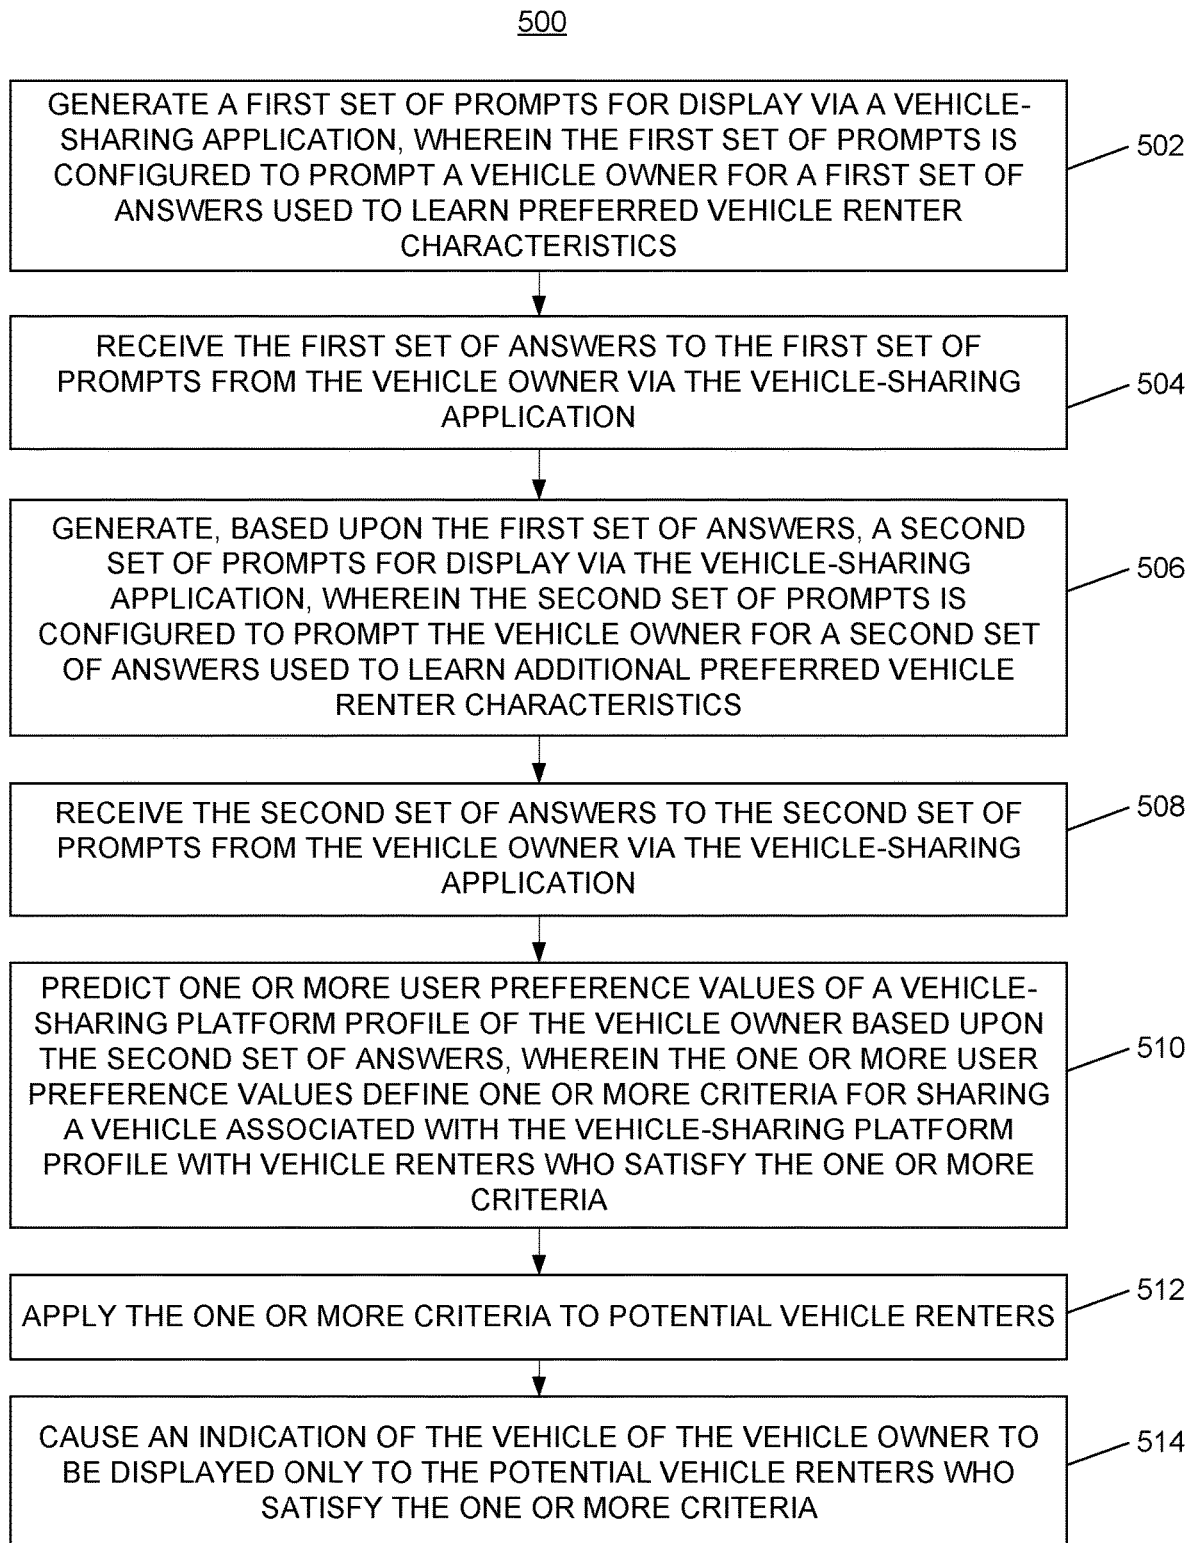 500
GENERATE A FIRST SET OF PROMPTS FOR DISPLAY VIA A VEHICLE-
SHARING APPLICATION, WHEREIN THE FIRST SET OF PROMPTS IS
CONFIGURED TO PROMPT A VEHICLE OWNER FOR A FIRST SET OF
ANSWERS USED TO LEARN PREFERRED VEHICLE RENTER
CHARACTERISTICS
502
RECEIVE THE FIRST SET OF ANSWERS TO THE FIRST SET OF
PROMPTS FROM THE VEHICLE OWNER VIA THE VEHICLE-SHARING
APPLICATION
504
GENERATE, BASED UPON THE FIRST SET OF ANSWERS, A SECOND
SET OF PROMPTS FOR DISPLAY VIA THE VEHICLE-SHARING
APPLICATION, WHEREIN THE SECOND SET OF PROMPTS IS
CONFIGURED TO PROMPT THE VEHICLE OWNER FOR A SECOND SET
OF ANSWERS USED TO LEARN ADDITIONAL PREFERRED VEHICLE
RENTER CHARACTERISTICS
506
RECEIVE THE SECOND SET OF ANSWERS TO THE SECOND SET OF
PROMPTS FROM THE VEHICLE OWNER VIA THE VEHICLE-SHARING
APPLICATION
508
PREDICT ONE OR MORE USER PREFERENCE VALUES OF A VEHICLE-
SHARING PLATFORM PROFILE OF THE VEHICLE OWNER BASED UPON
THE SECOND SET OF ANSWERS, WHEREIN THE ONE OR MORE USER
PREFERENCE VALUES DEFINE ONE OR MORE CRITERIA FOR SHARING
A VEHICLE ASSOCIATED WITH THE VEHICLE-SHARING PLATFORM
PROFILE WITH VEHICLE RENTERS WHO SATISFY THE ONE OR MORE
CRITERIA
510
APPLY THE ONE OR MORE CRITERIA TO POTENTIAL VEHICLE RENTERS
512
CAUSE AN INDICATION OF THE VEHICLE OF THE VEHICLE OWNER TO
BE DISPLAYED ONLY TO THE POTENTIAL VEHICLE RENTERS WHO
SATISFY THE ONE OR MORE CRITERIA
514